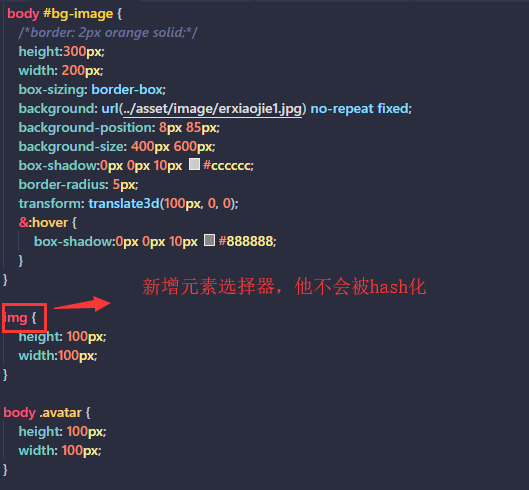 body #bg-image {
/*border: 2px orange solid;*/
height:300px;
width: 200px;
box-sizing: border-box;
background: url(../asset/image/erxiaojie1.jpg) no-repeat fixed;
background-position: 8px 85px;
background-size: 400px 600px;
box-shadow:0px 0px 10px #cccccc;
border-radius: 5px;
transform: translate3d(100px, 0, 0);
&:hover {
box-shadow:0px 0px 10px #888888;
}
}
新增元素选择器，他不会被hash化
img {
height: 100px;
width:100px;
}
body .avatar {
height: 100px;
width: 100px;
}